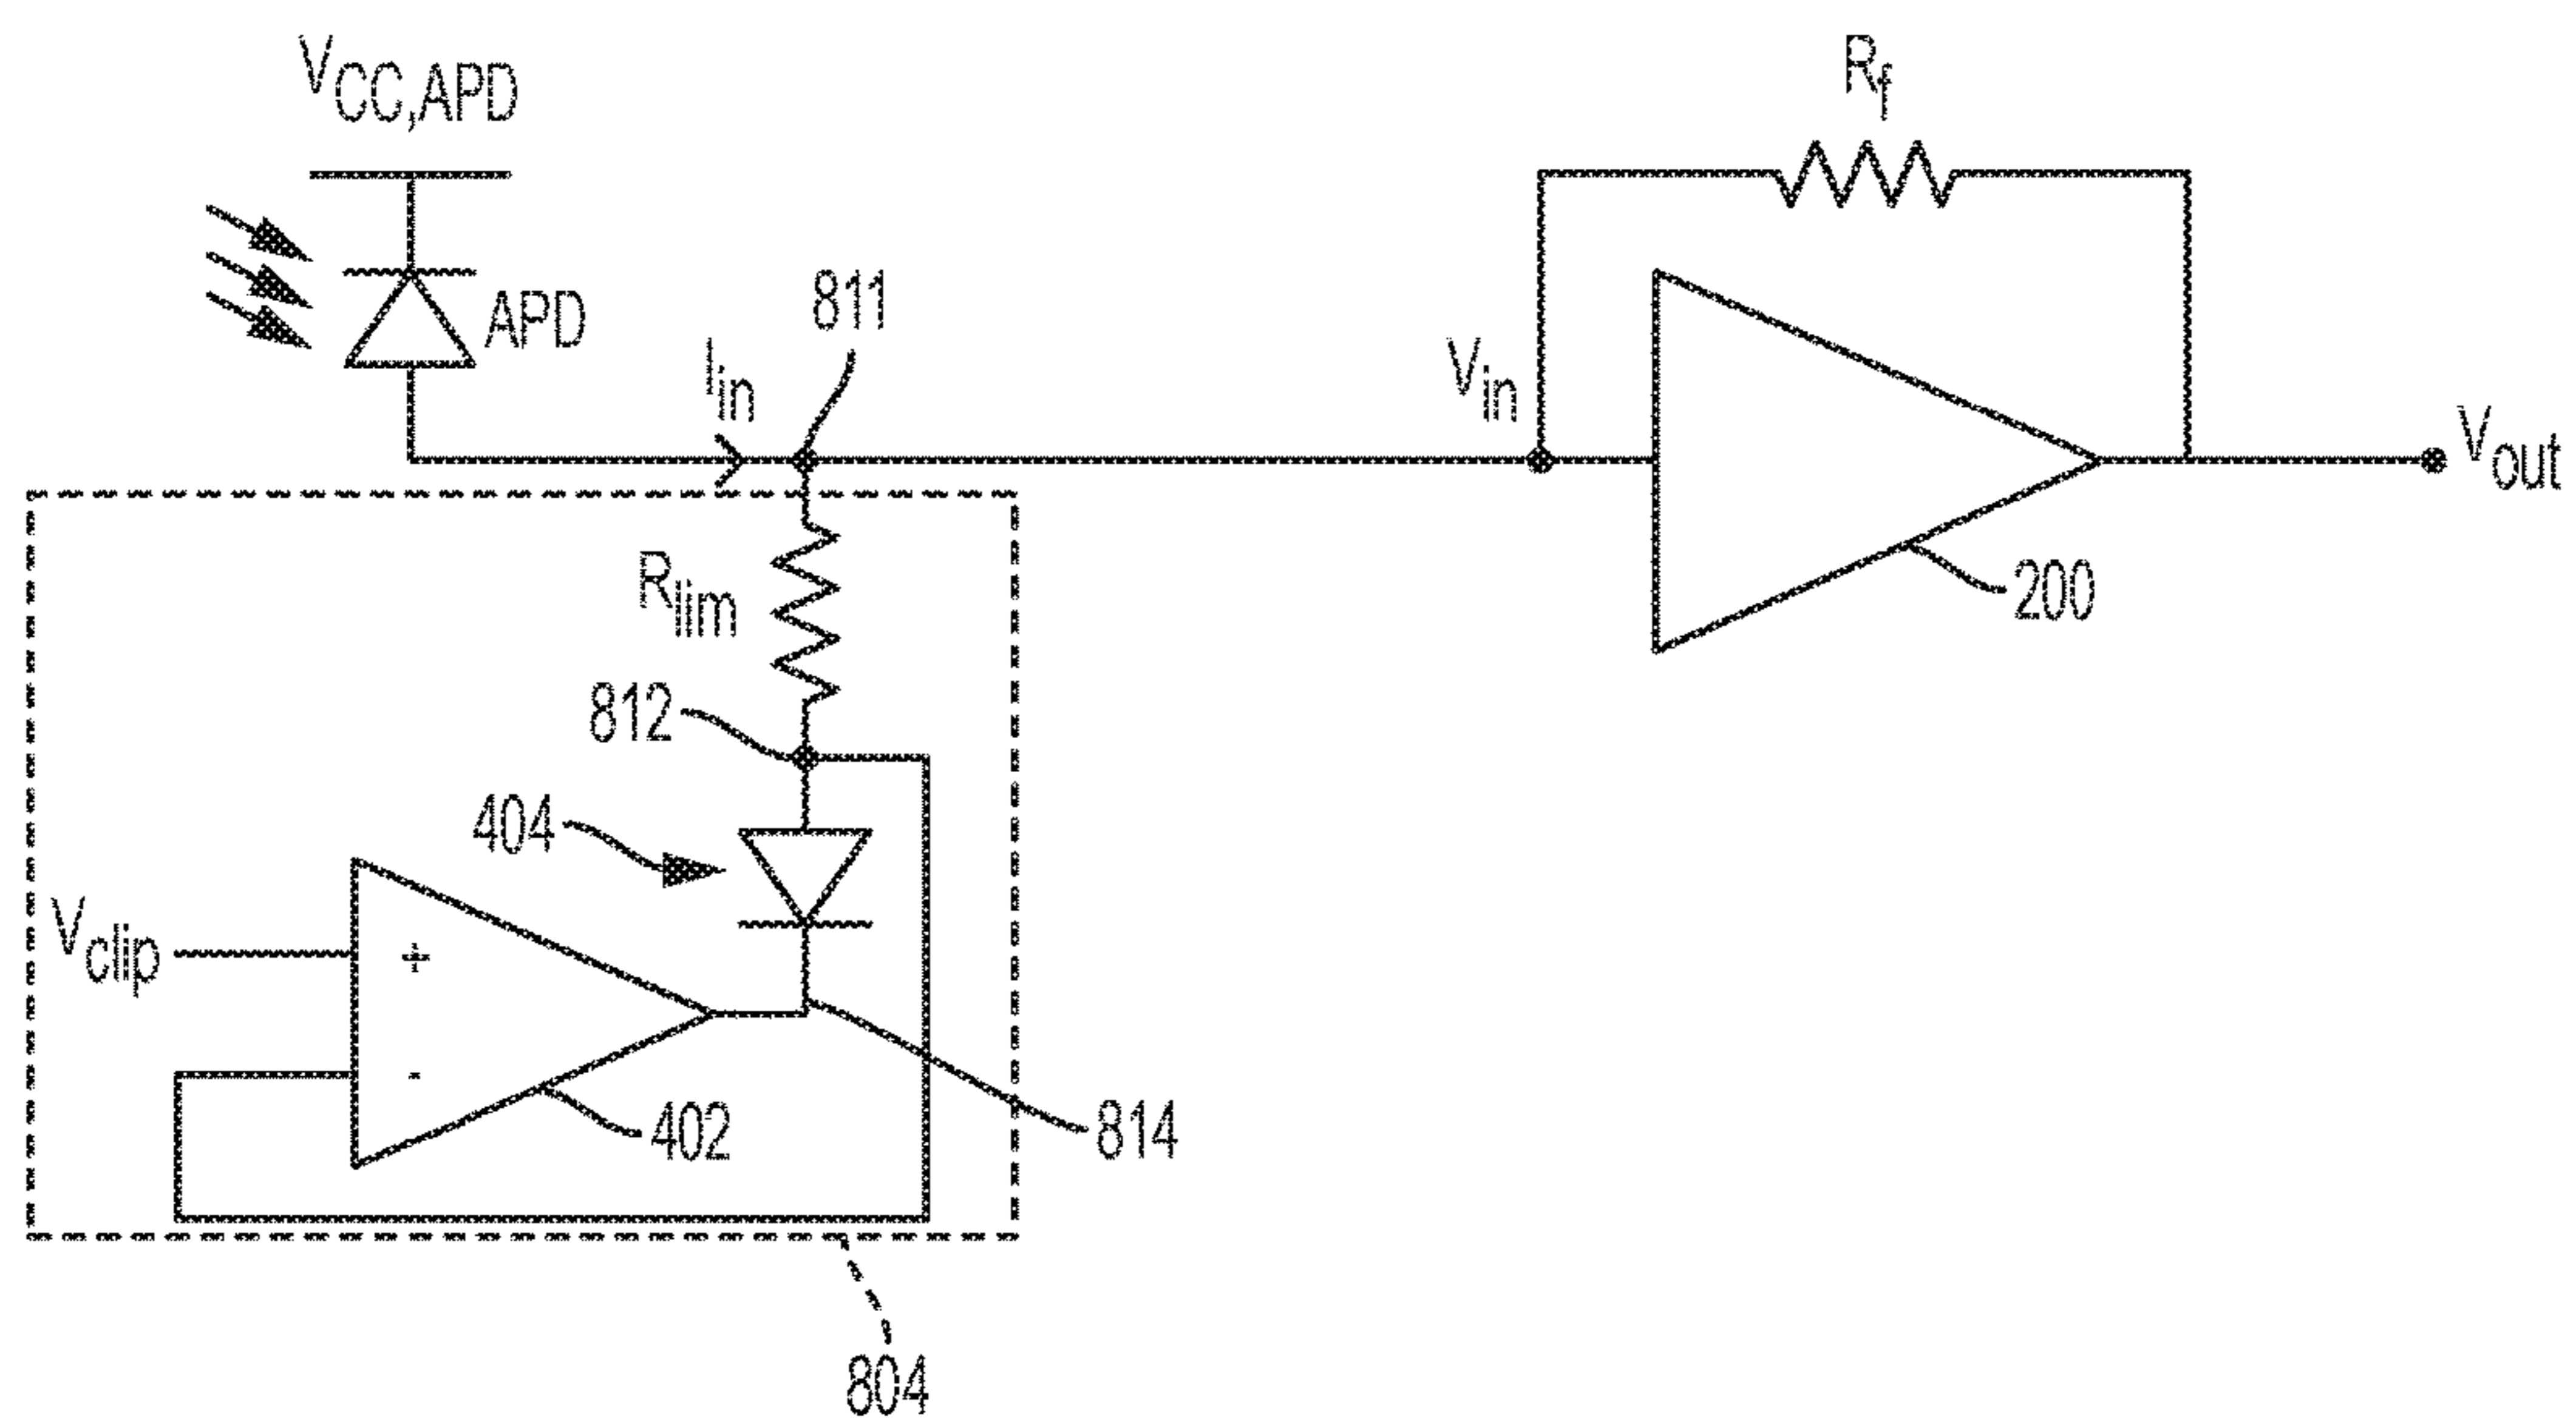 VCC,APD
Rf
APD
811
Iin
Vin
Vout
Rlim
200
812
404
Vclip
+
-
402
814
804